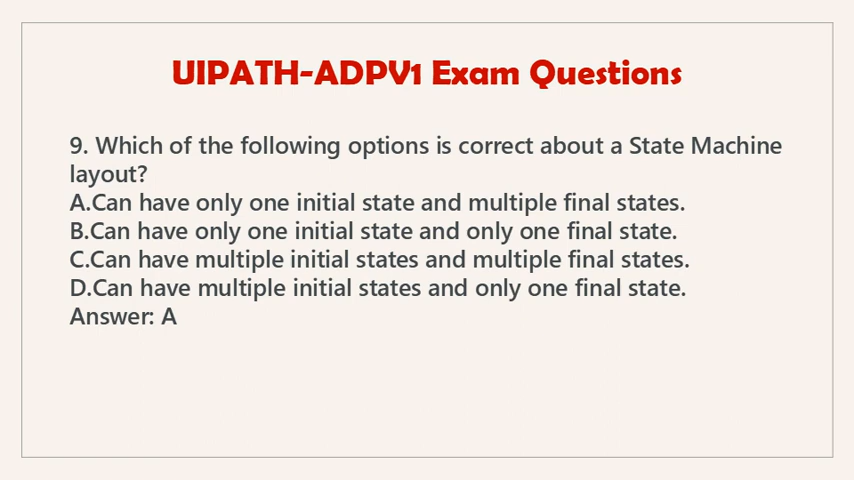 UIPATH-ADPV1 Exam Questions
9. Which of the following options is correct about a State Machine
layout?
A.Can have only one initial state and multiple final states.
B.Can have only one initial state and only one final state.
C.Can have multiple initial states and multiple final states.
D.Can have multiple initial states and only one final state.
Answer: A